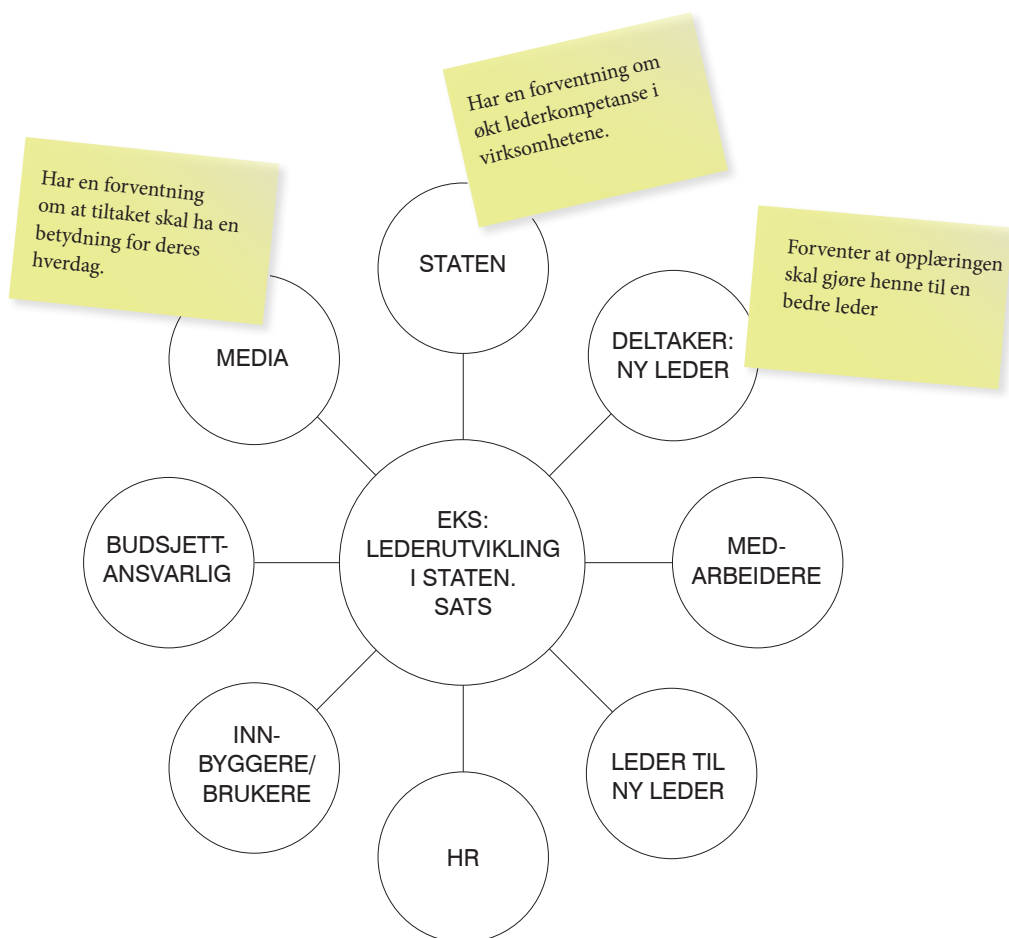 Har en forventning om
økt lederkompetanse i
virksomhetene.
Har en forventning
om at tiltaket skal ha en
betydning for deres
hverdag.
Forventer at opplæringen
skal gjøre henne til en
bedre leder
STATEN
MEDIA
DELTAKER:
NY LEDER
BUDSJETT-
ANSVARLIG
EKS:
LEDERUTVIKLING
I STATEN.
SATS
MED-
ARBEIDERE
INN-
BYGGERE/
BRUKERE
LEDER TIL
NY LEDER
HR